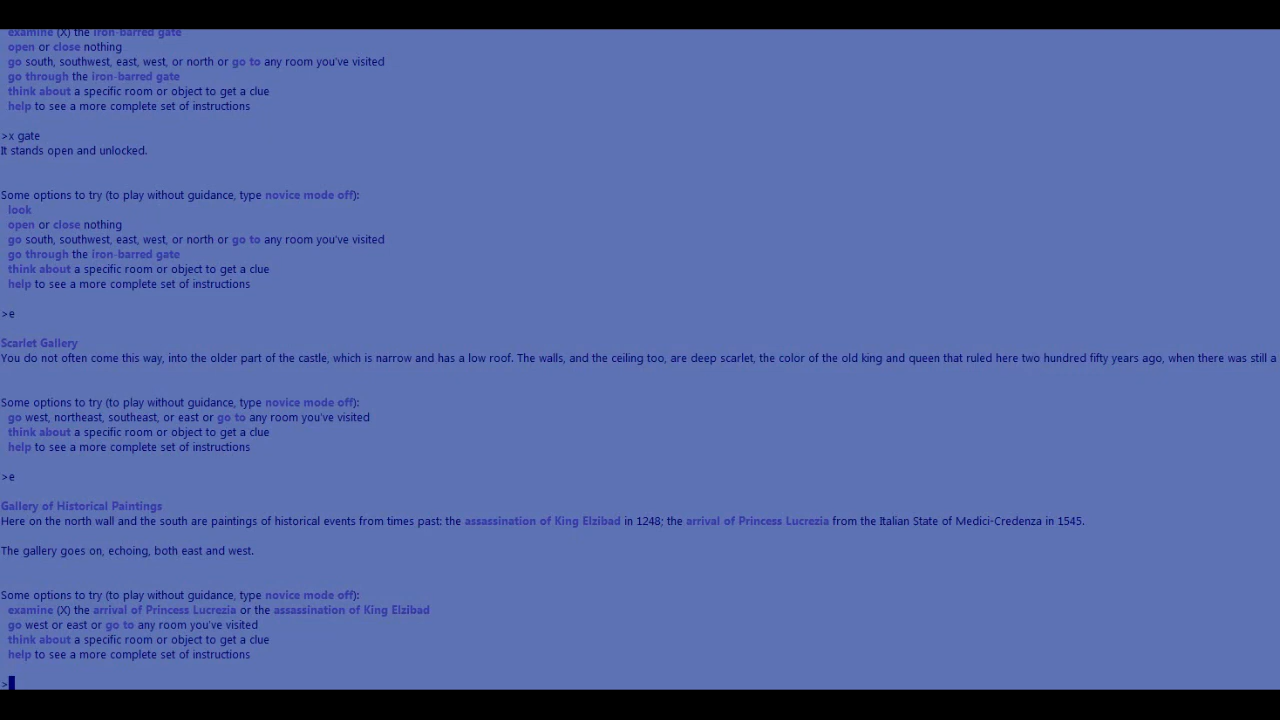 examine (X) the iron-barred gate
open or close nothing
go south, southwest, east, west, or north or go to any room you've visited
go through the iron-barred gate
think about a specific room or object to get a clue
help to see a more complete set of instructions
>x gate
It stands open and unlocked.
Some options to try (to play without guidance, type novice mode off):
look
open or close nothing
go south, southwest, east, west, or north or go to any room you've visited
go through the iron-barred gate
think about a specific room or object to get a clue
help to see a more complete set of instructions
>e
Scarlet Gallery
You do not often come this way, into the older part of the castle, which is narrow and has a low roof. The walls, and the ceiling too, are deep scarlet, the color of the old king and queen that ruled here two hundred fifty years ago, when there was still a
Some options to try (to play without guidance, type novice mode off):
go west, northeast, southeast, or east or go to any room you've visited
think about a specific room or object to get a clue
help to see a more complete set of instructions
>e
Gallery of Historical Paintings
Here on the north wall and the south are paintings of historical events from times past: the assassination of King Elzibad in 1248; the arrival of Princess Lucrezia from the Italian State of Medici-Credenza in 1545.
The gallery goes on, echoing, both east and west.
Some options to try (to play without guidance, type novice mode off):
examine (X) the arrival of Princess Lucrezia or the assassination of King Elzibad
go west or east or go to any room you've visited
think about a specific room or object to get a clue
help to see a more complete set of instructions
>